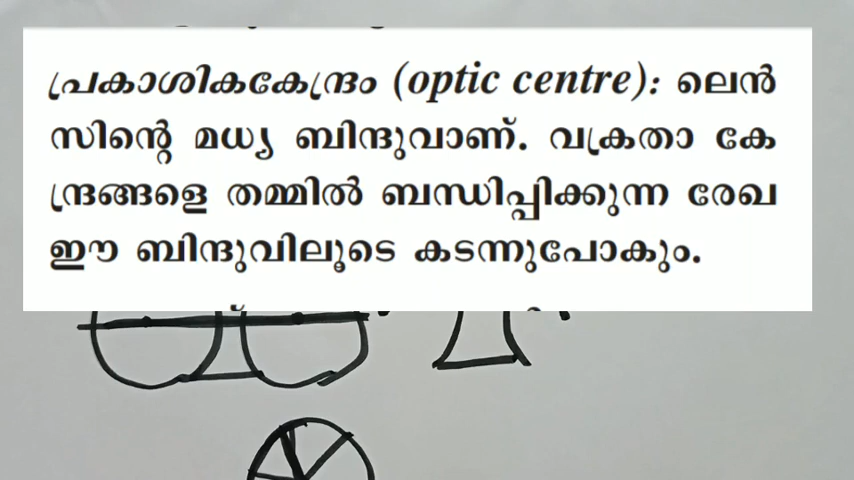 പ്രകാശികകേന്ദ്രം (optic centre): ലെൻ
സിന്റെ മധ്യ ബിന്ദുവാണ്. വക്രതാ കേ
ന്ദ്രങ്ങളെ തമ്മിൽ ബന്ധിപ്പിക്കുന്ന രേഖ
ഈ ബിന്ദുവിലൂടെ കടന്നുപോകും.